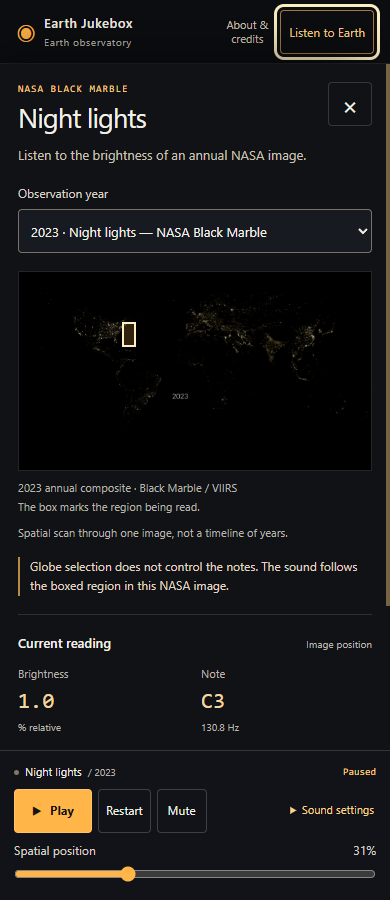 Earth Jukebox
Earth observatory
About &
credits
Listen to Earth
NASA BLACK MARBLE
Night lights
Listen to the brightness of an annual NASA image.
Observation year
2023 · Night lights — NASA Black Marble
2023
2023 annual composite · Black Marble / VIIRS
The box marks the region being read.
Spatial scan through one image, not a timeline of years.
Globe selection does not control the notes. The sound follows
the boxed region in this NASA image.
Current reading
Image position
Brightness
Note
1.0
C3
% relative
130.8 Hz
Night lights / 2023
Paused
Play
Restart
Mute
Sound settings
Spatial position
31%